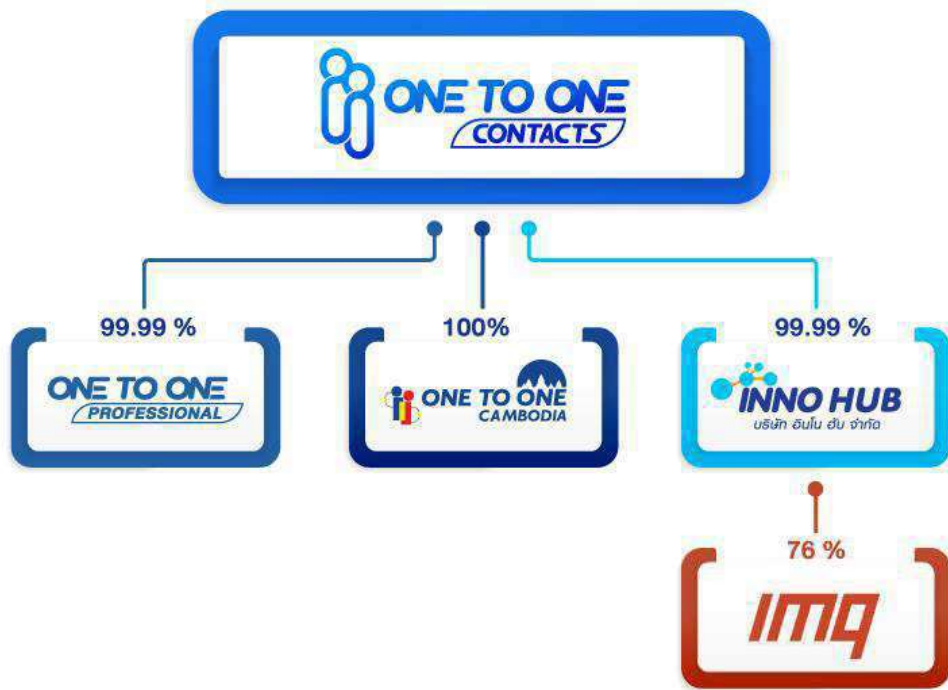 ONE TO ONE
CONTACTS
99.99 %
100%
99.99 %
ONE TO ONE
PROFESSIONAL
ONE TO ONE
CAMBODIA
INNO HUB
บริษัท อินโน ฮับ จำกัด
76 %
imq